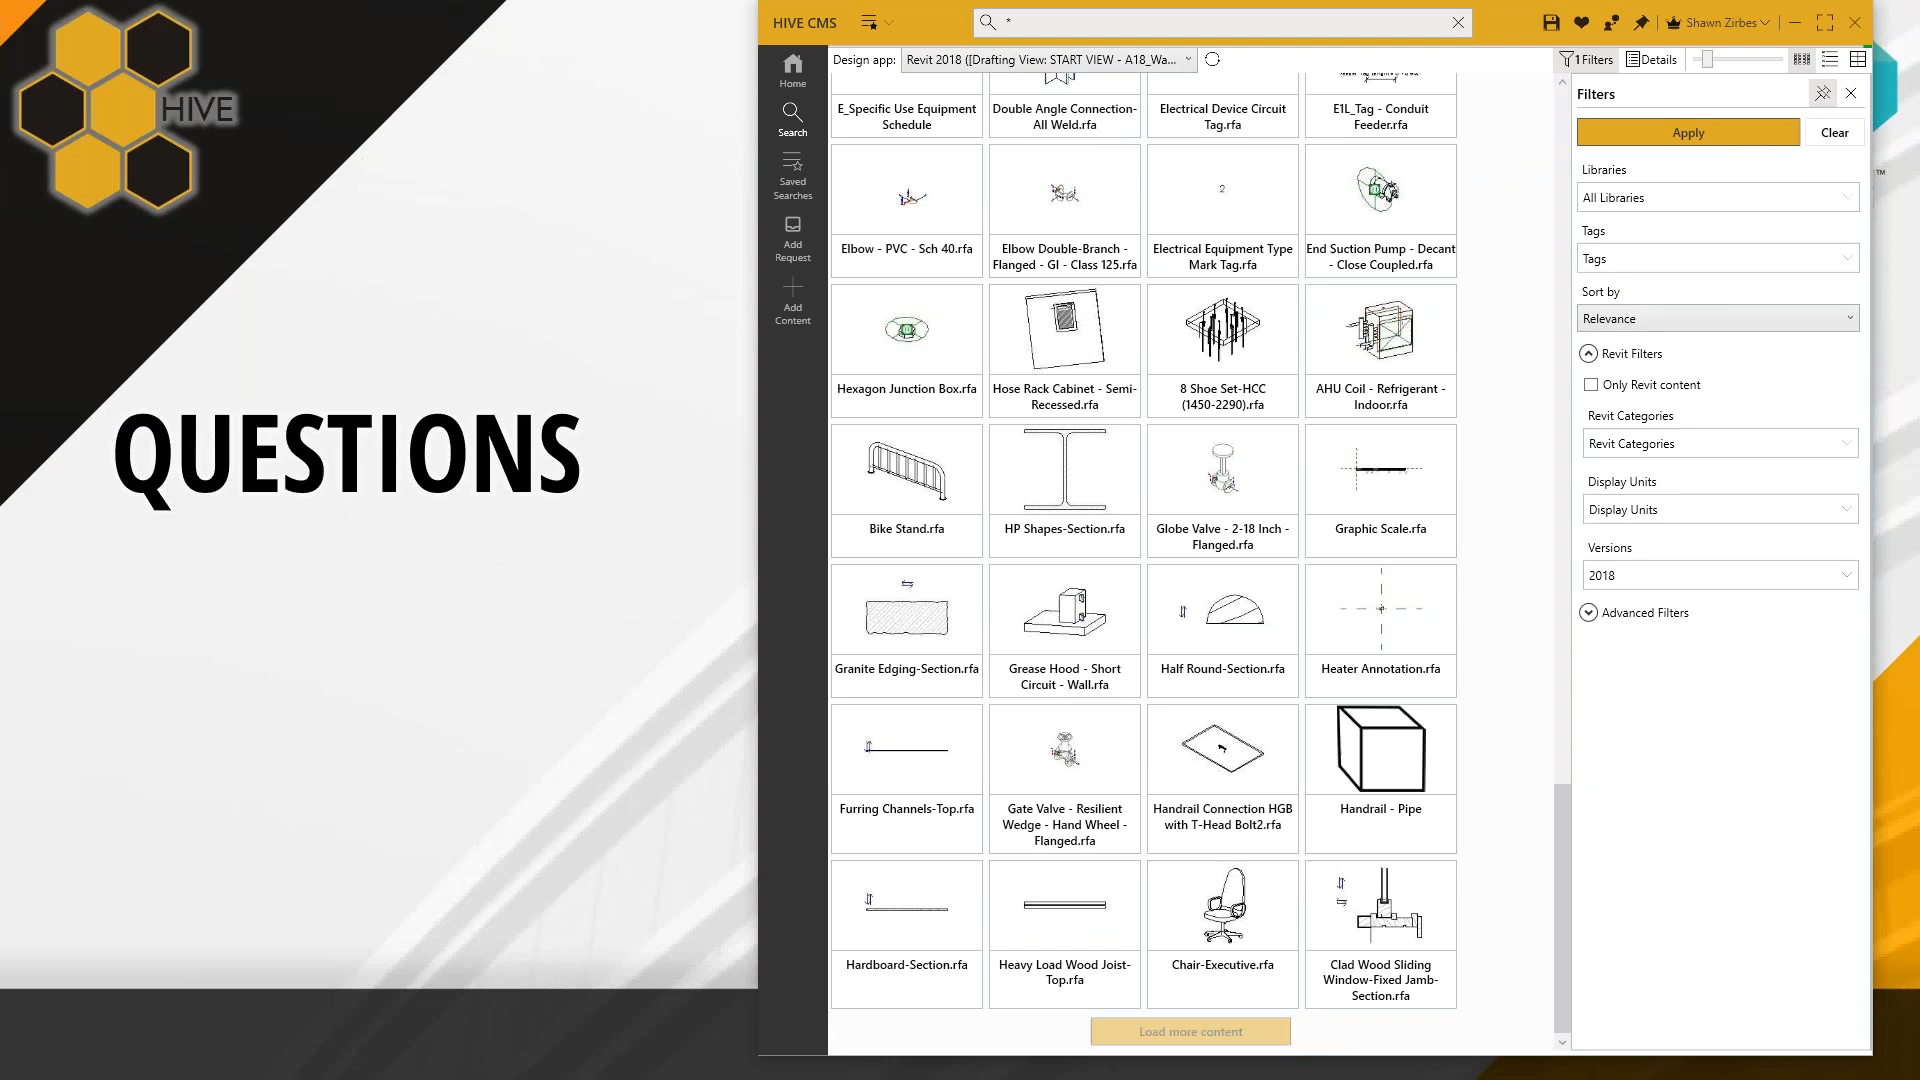 HIVE
QUESTIONS
HIVE CMS
*
Shawn Zirbes
Home
Search
Saved
Searches
Add
Request
Add
Content
Design app:
Revit 2018 ([Drafting View: START VIEW - A18_Wa...
1 Filters
Details
E_Specific Use Equipment
Schedule
Double Angle Connection-
All Weld.rfa
Electrical Device Circuit
Tag.rfa
E1L_Tag - Conduit
Feeder.rfa
2
Elbow - PVC - Sch 40.rfa
Elbow Double-Branch -
Flanged - GI - Class 125.rfa
Electrical Equipment Type
Mark Tag.rfa
End Suction Pump - Decant
- Close Coupled.rfa
Hexagon Junction Box.rfa
Hose Rack Cabinet - Semi-
Recessed.rfa
8 Shoe Set-HCC
(1450-2290).rfa
AHU Coil - Refrigerant -
Indoor.rfa
Bike Stand.rfa
HP Shapes-Section.rfa
Globe Valve - 2-18 Inch -
Flanged.rfa
Graphic Scale.rfa
Granite Edging-Section.rfa
Grease Hood - Short
Circuit - Wall.rfa
Half Round-Section.rfa
Heater Annotation.rfa
Furring Channels-Top.rfa
Gate Valve - Resilient
Wedge - Hand Wheel -
Flanged.rfa
Handrail Connection HGB
with T-Head Bolt2.rfa
Handrail - Pipe
Hardboard-Section.rfa
Heavy Load Wood Joist-
Top.rfa
Chair-Executive.rfa
Clad Wood Sliding
Window-Fixed Jamb-
Section.rfa
Load more content
Filters
Apply
Clear
Libraries
All Libraries
Tags
Tags
Sort by
Relevance
Revit Filters
Only Revit content
Revit Categories
Revit Categories
Display Units
Display Units
Versions
2018
Advanced Filters
™